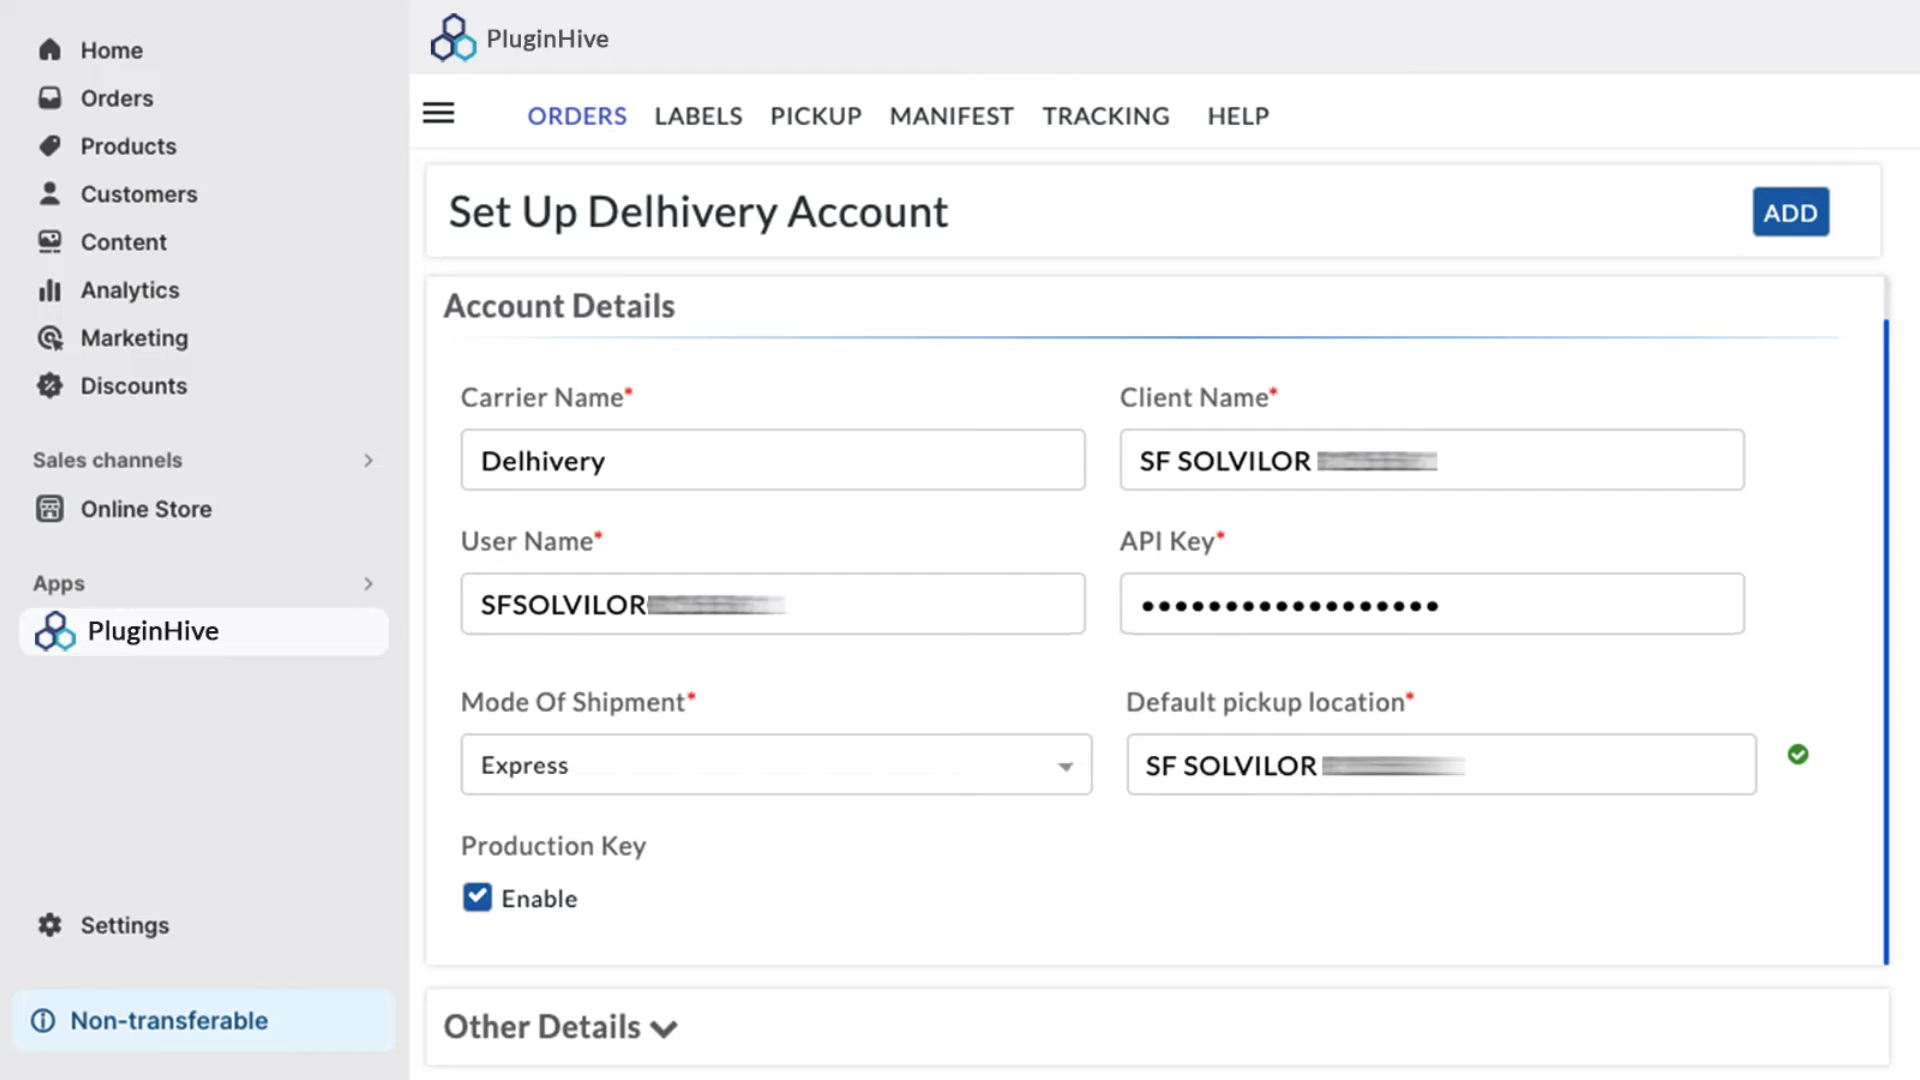 Home
Orders
Products
Customers
Content
Analytics
Marketing
Discounts
Sales channels
Online Store
Apps
PluginHive
Settings
Non-transferable
PluginHive
ORDERS LABELS PICKUP MANIFEST TRACKING HELP
Set Up Delhivery Account
ADD
Account Details
Carrier Name* Client Name*
Delhivery SF SOLVILOR
User Name* API Key*
SFSOLVILOR ••••••••••••••••••
Mode Of Shipment* Default pickup location*
Express SF SOLVILOR
Production Key
Enable
Other Details